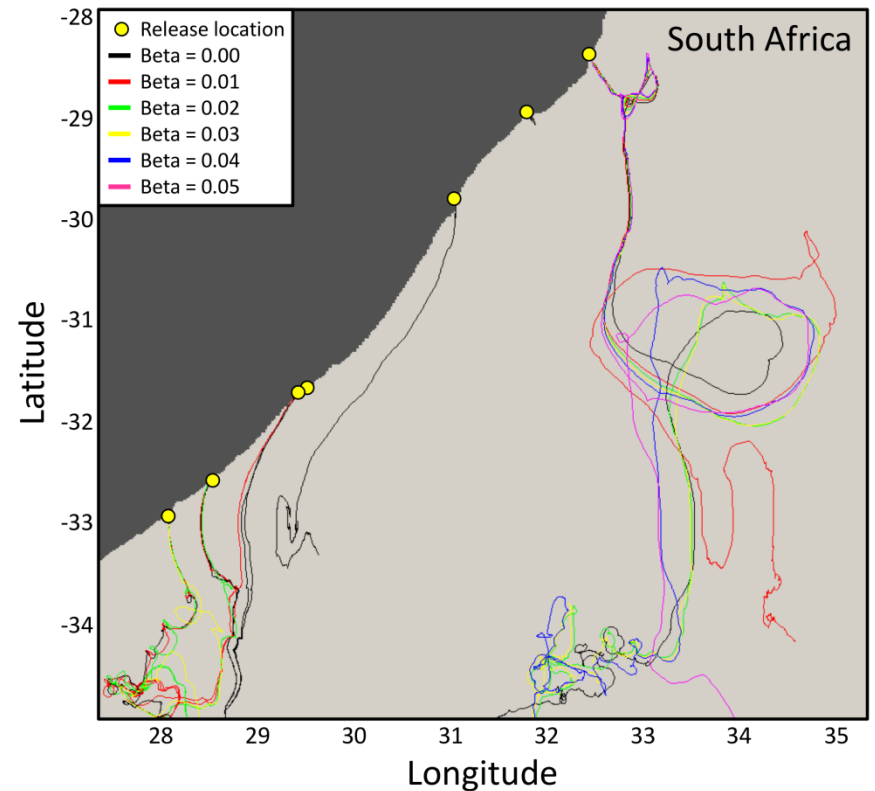 South Africa
Release location
Beta = 0.00
Beta = 0.01
Beta = 0.02
Beta = 0.03
Beta = 0.04
Beta = 0.05
Latitude
-28
-29
-30
-31
-32
-33
-34
28 29 30 31 32 33 34 35
Longitude